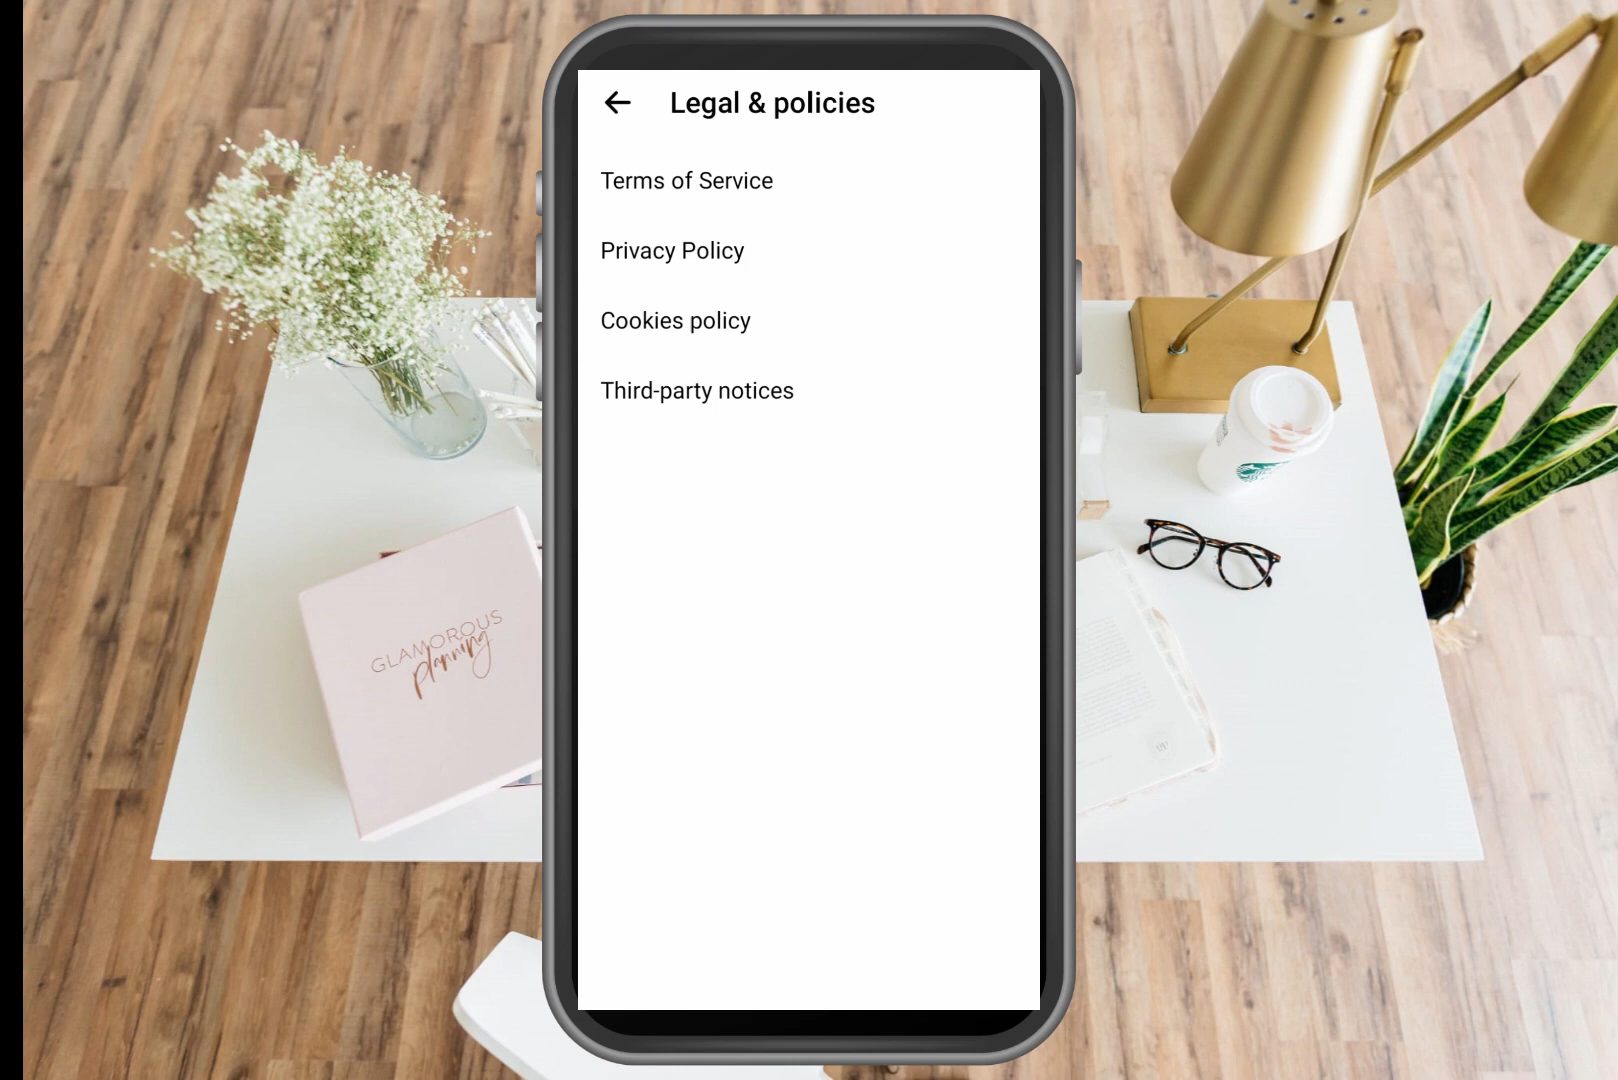 Legal & policies
Terms of Service
Privacy Policy
Cookies policy
Third-party notices
GLAMOROUS
planning